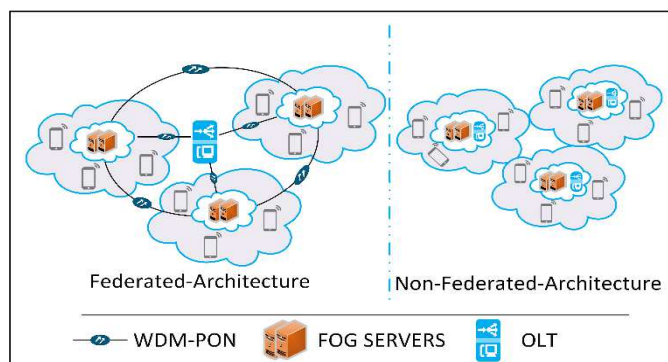 Federated-Architecture
Non-Federated-Architecture
WDM-PON
FOG SERVERS
OLT